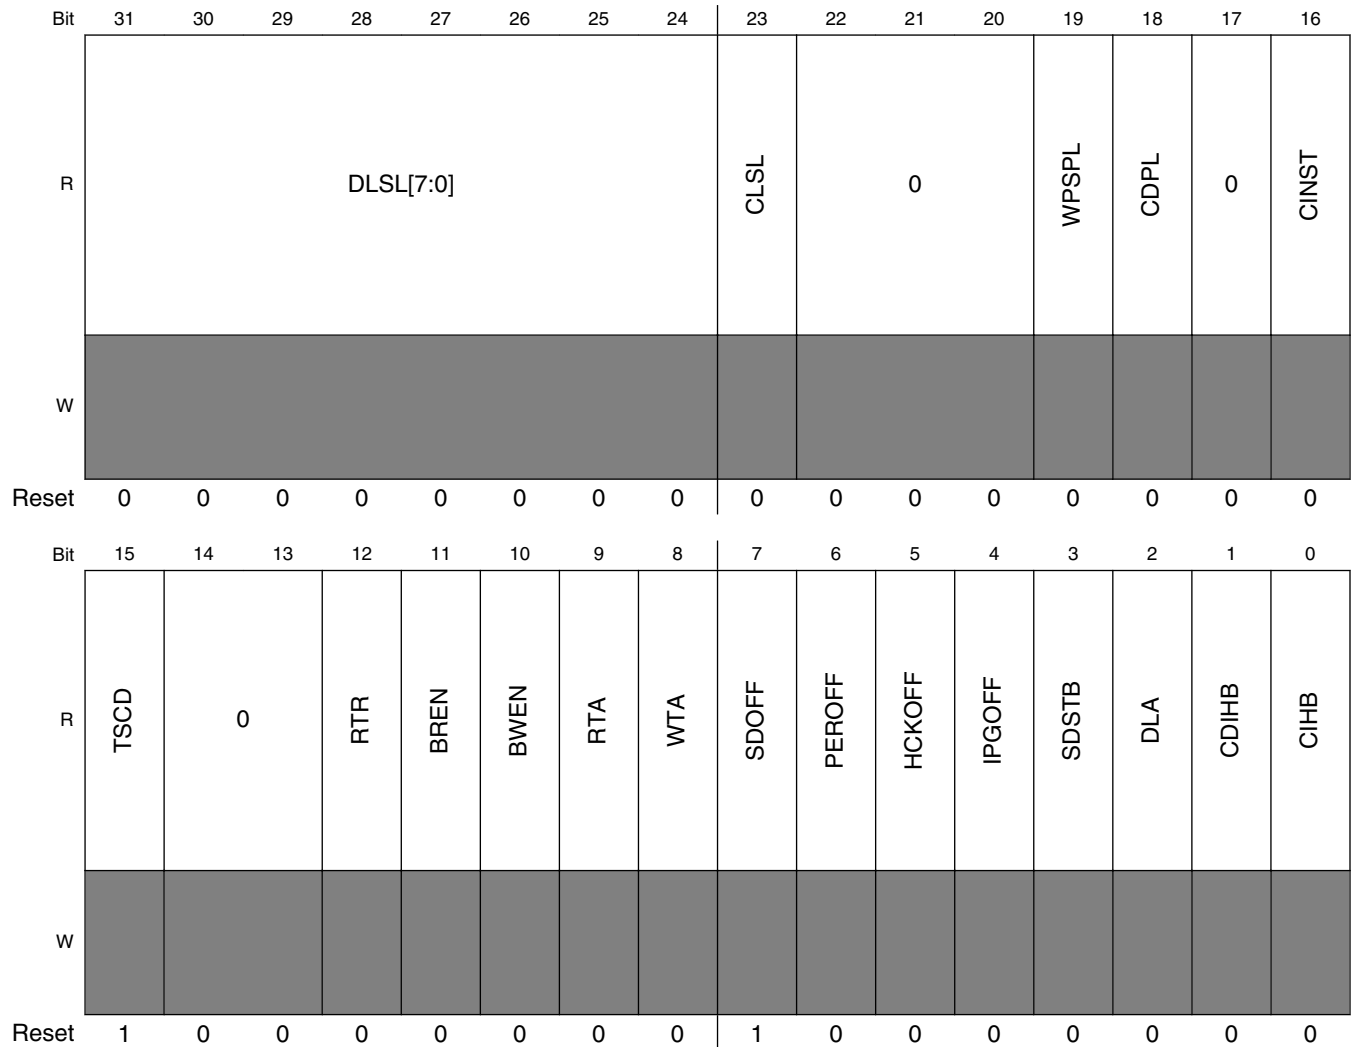 Bit 31 30 29 28 27 26 25 24 23 22 21 20 19 18 17 16
R DLSL[7:0] CLSL 0 WPSPL CDPL 0 CINST
W
Reset 0 0 0 0 0 0 0 0 0 0 0 0 0 0 0 0
Bit 15 14 13 12 11 10 9 8 7 6 5 4 3 2 1 0
R TSCD 0 RTR BREN BWEN RTA WTA SDOFF PEROFF HCKOFF IPGOFF SDSTB DLA CDIHB CIHB
W
Reset 1 0 0 0 0 0 0 0 1 0 0 0 0 0 0 0